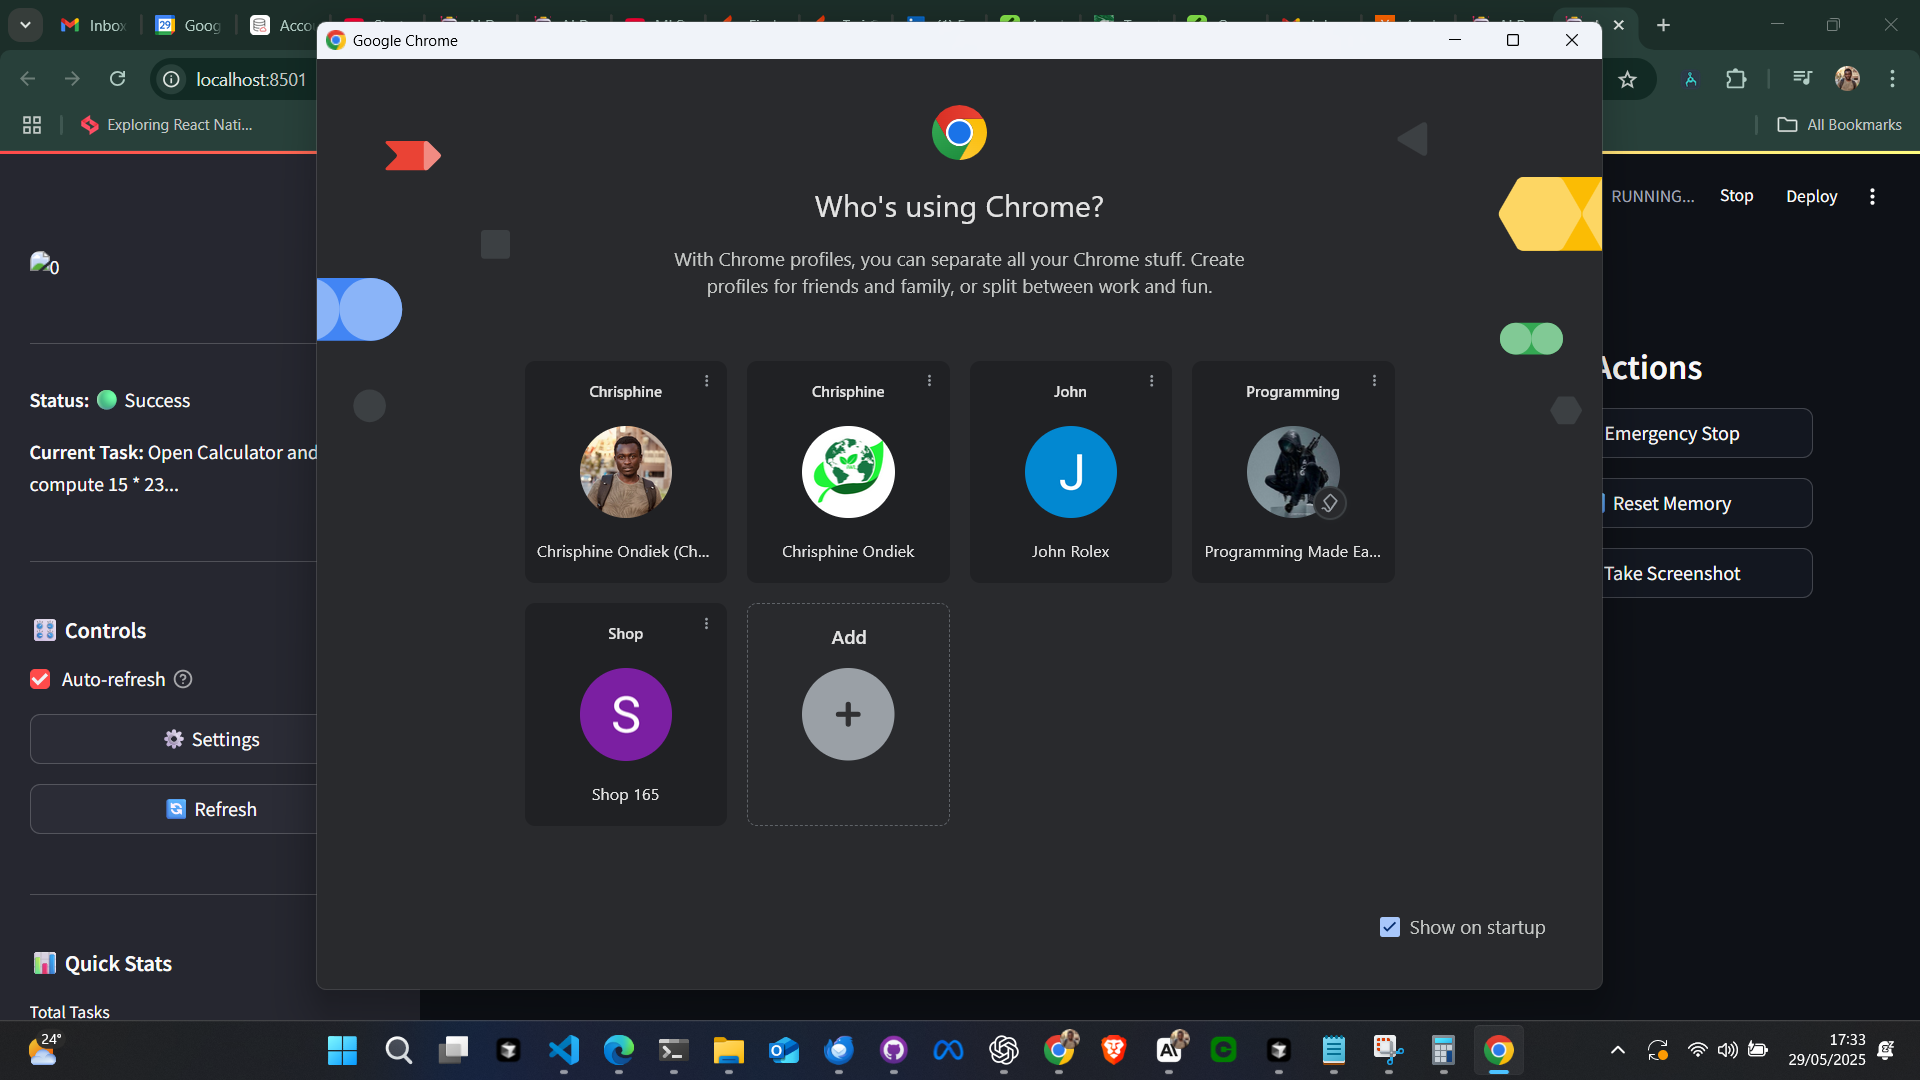 Inbox
29
Goog
Acco
Google Chrome
localhost:8501
Exploring React Nati...
All Bookmarks
RUNNING...
Stop
Deploy
0
Status: Success
Current Task: Open Calculator and
compute 15 * 23...
Controls
Auto-refresh
Settings
Refresh
Quick Stats
Total Tasks
Who's using Chrome?
With Chrome profiles, you can separate all your Chrome stuff. Create
profiles for friends and family, or split between work and fun.
Chrisphine
Chrisphine Ondiek (Ch...
Chrisphine
Chrisphine Ondiek
John
J
John Rolex
Programming
Programming Made Ea...
Shop
S
Shop 165
Add
Show on startup
Actions
Emergency Stop
Reset Memory
Take Screenshot
24°
17:33
29/05/2025